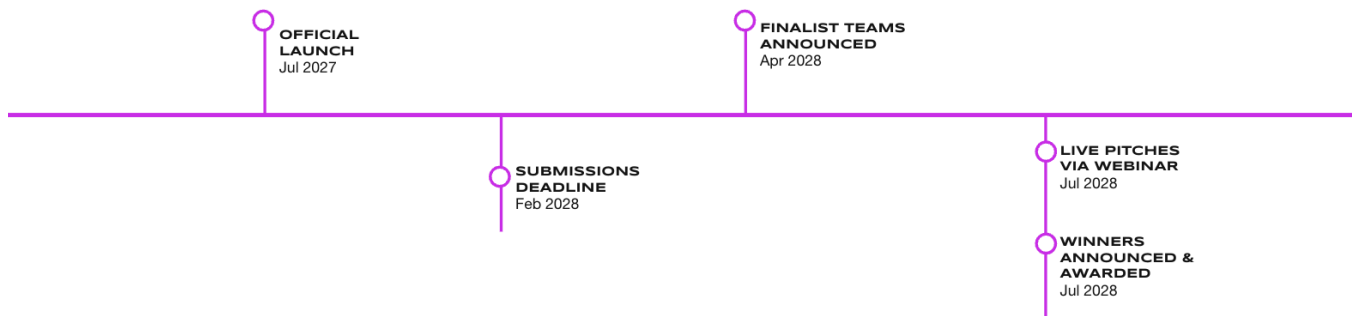 OFFICIAL
LAUNCH
Jul 2027
SUBMISSIONS
DEADLINE
Feb 2028
FINALIST TEAMS
ANNOUNCED
Apr 2028
LIVE PITCHES
VIA WEBINAR
Jul 2028
WINNERS
ANNOUNCED &
AWARDED
Jul 2028